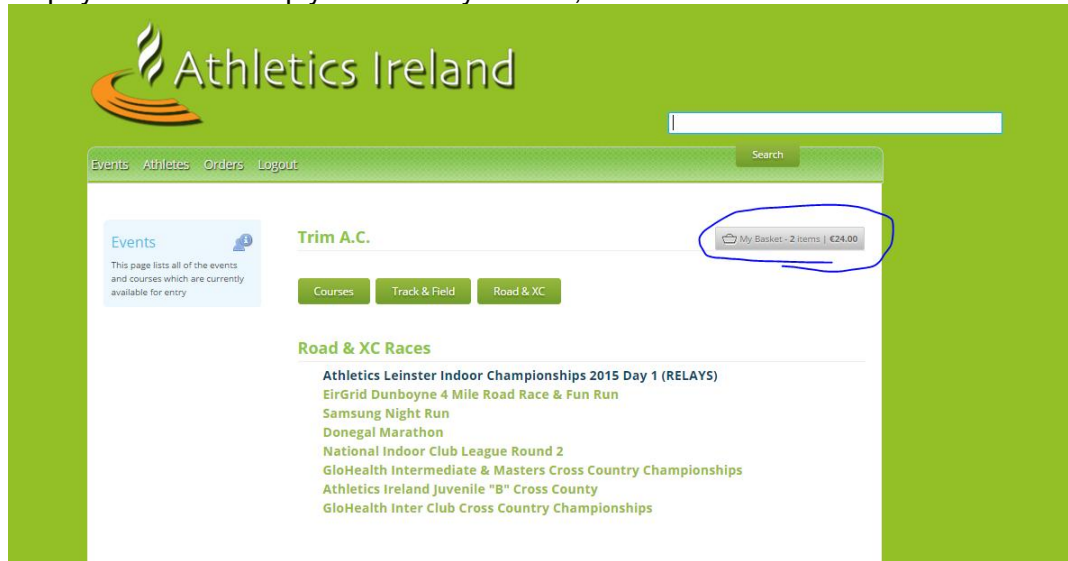 Athletics Ireland
Search
Events Athletes Orders Logout
Events
This page lists all of the events
and courses which are currently
available for entry
Trim A.C.
My Basket - 2 items | €24.00
Courses Track & Field Road & XC
Road & XC Races
Athletics Leinster Indoor Championships 2015 Day 1 (RELAYS)
EirGrid Dunboyne 4 Mile Road Race & Fun Run
Samsung Night Run
Donegal Marathon
National Indoor Club League Round 2
GloHealth Intermediate & Masters Cross Country Championships
Athletics Ireland Juvenile "B" Cross County
GloHealth Inter Club Cross Country Championships